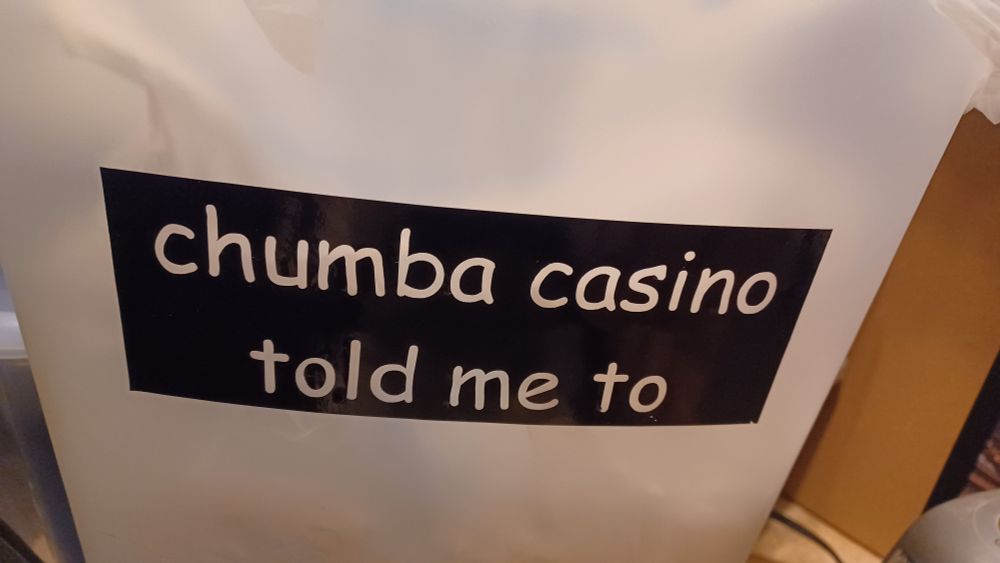 chumba casino
told me to